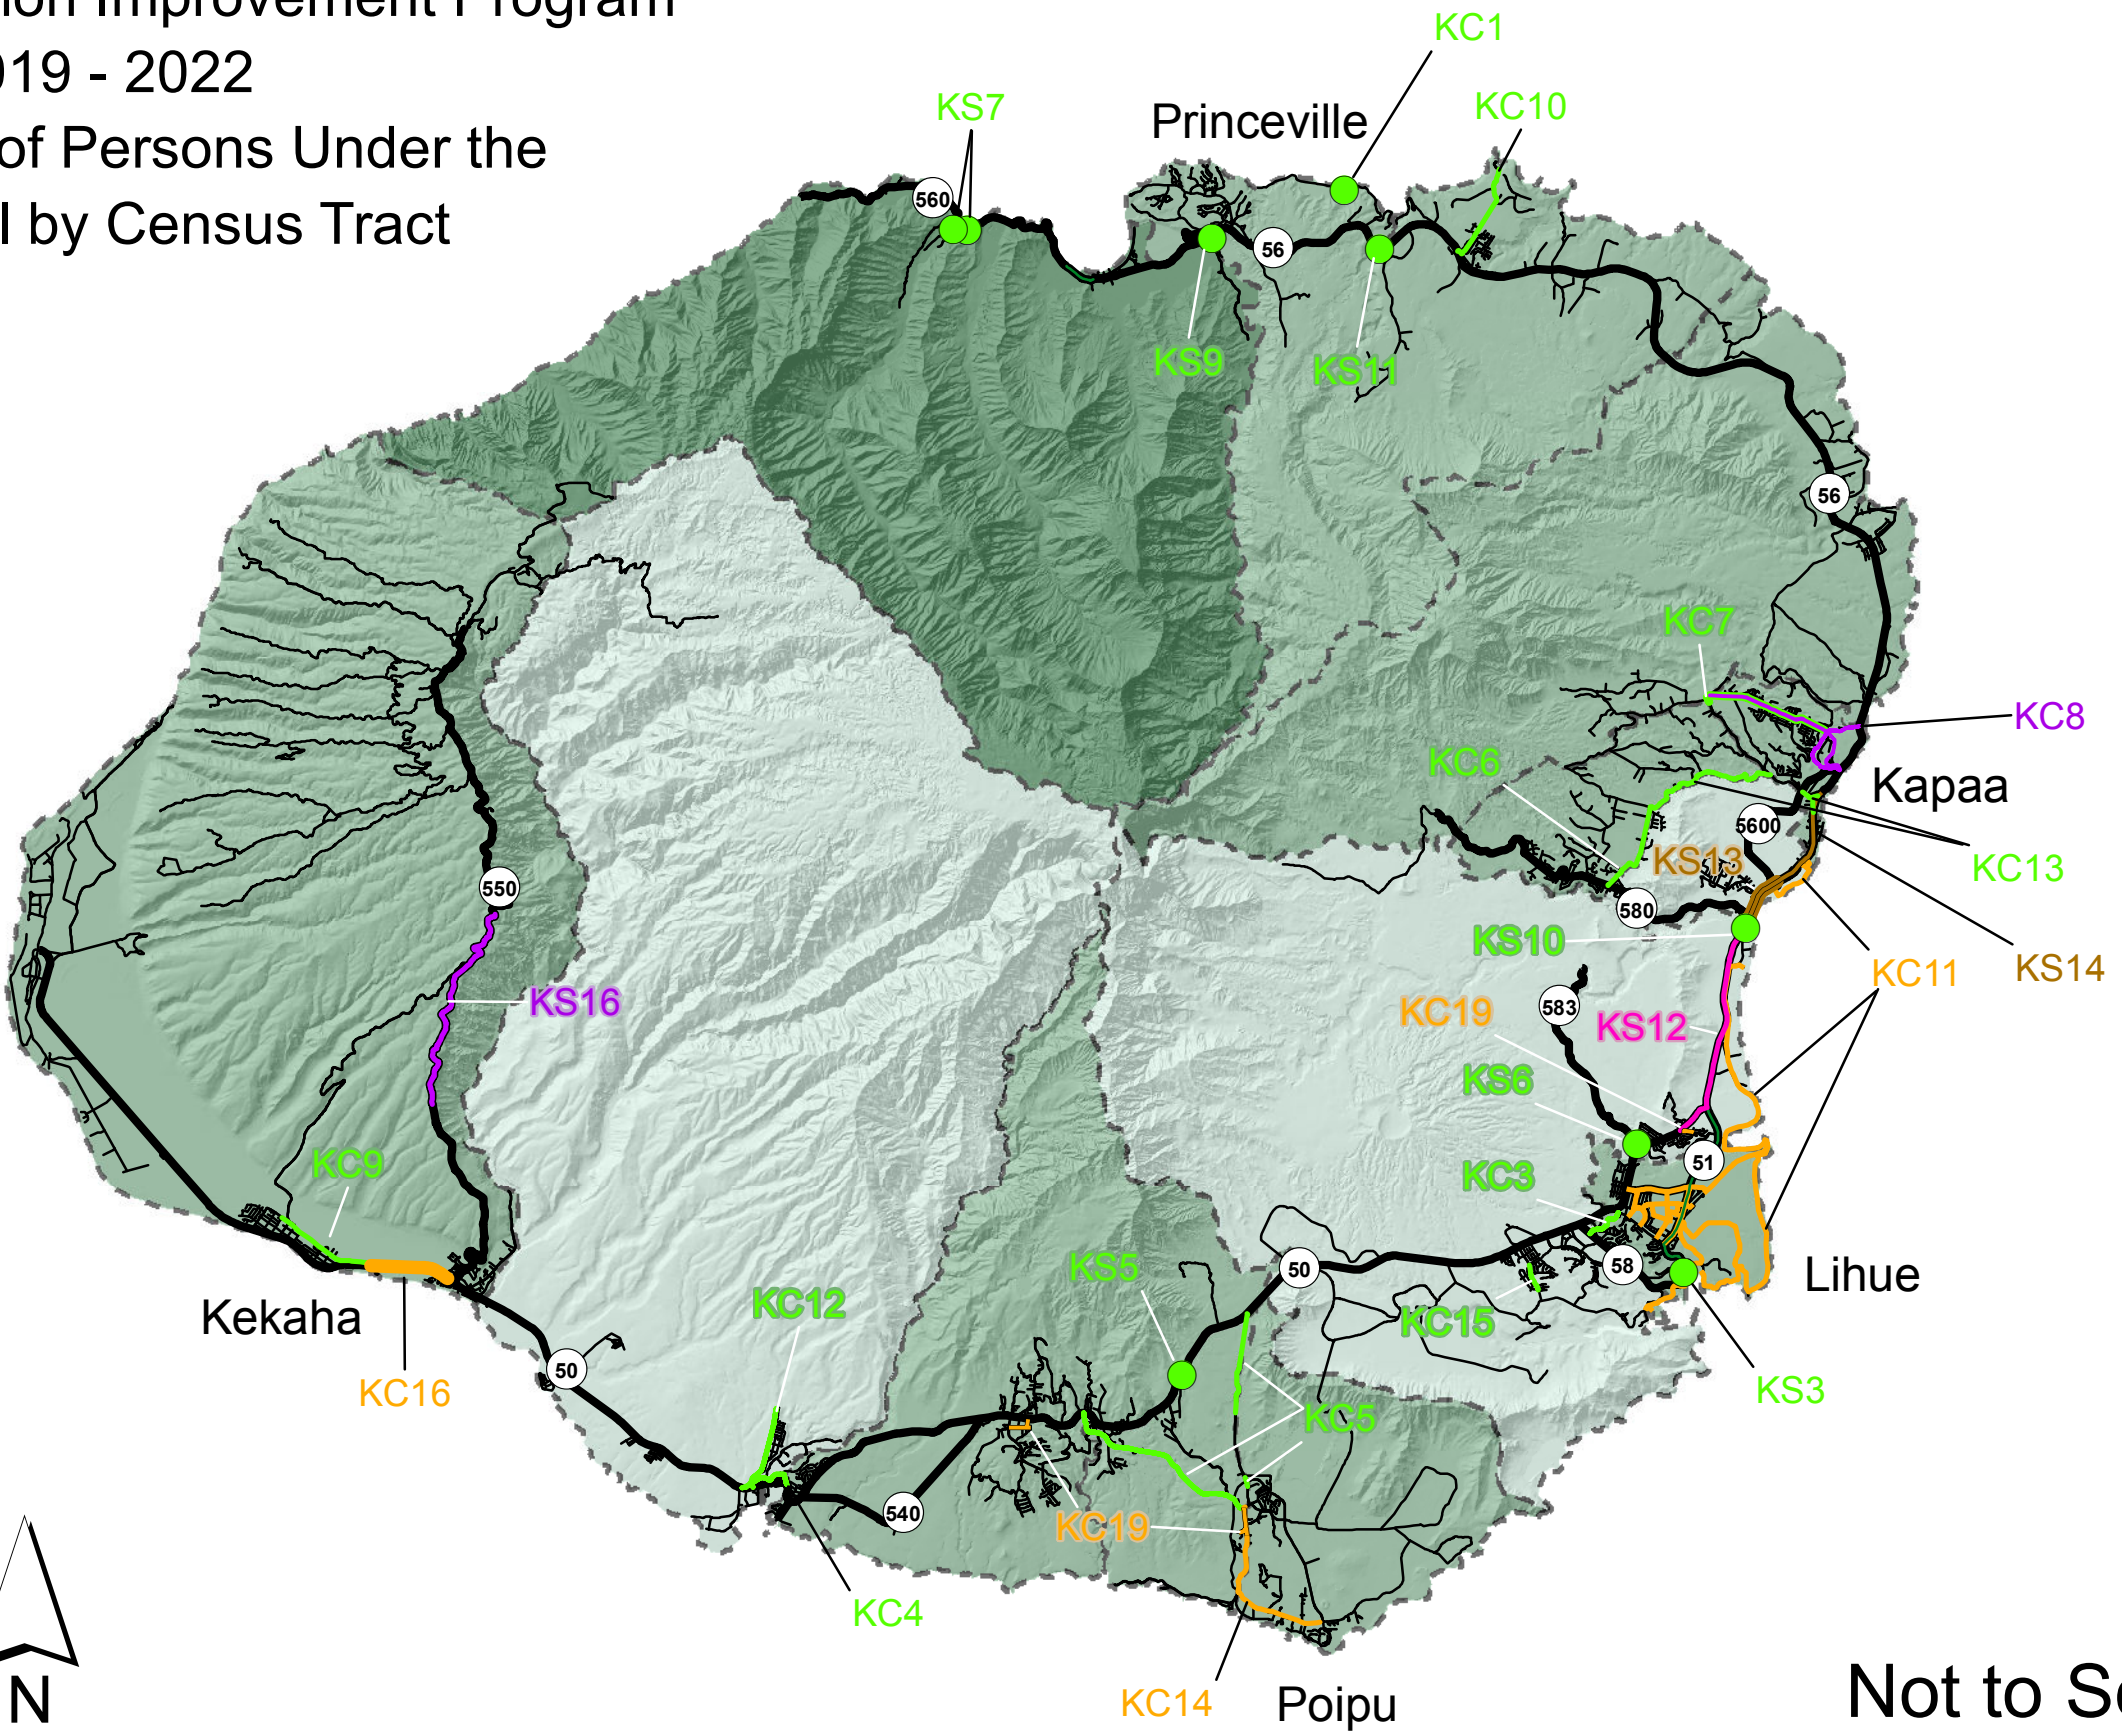 Improvement Program
2019 - 2022
of Persons Under the
by Census Tract
KC1
KS7
Princeville
KC10
560
56
KS9
KS11
56
KC7
KC8
KC6
Kapaa
5600
KS13
KC13
550
580
KS10
KC11
KS14
KS16
KC19
583
KS12
KS6
KC9
KC3
51
KS5
50
58
Lihue
KC12
KC15
Kekaha
50
KC16
KS3
KC5
540
KC19
KC4
KC14
Poipu
N
Not to